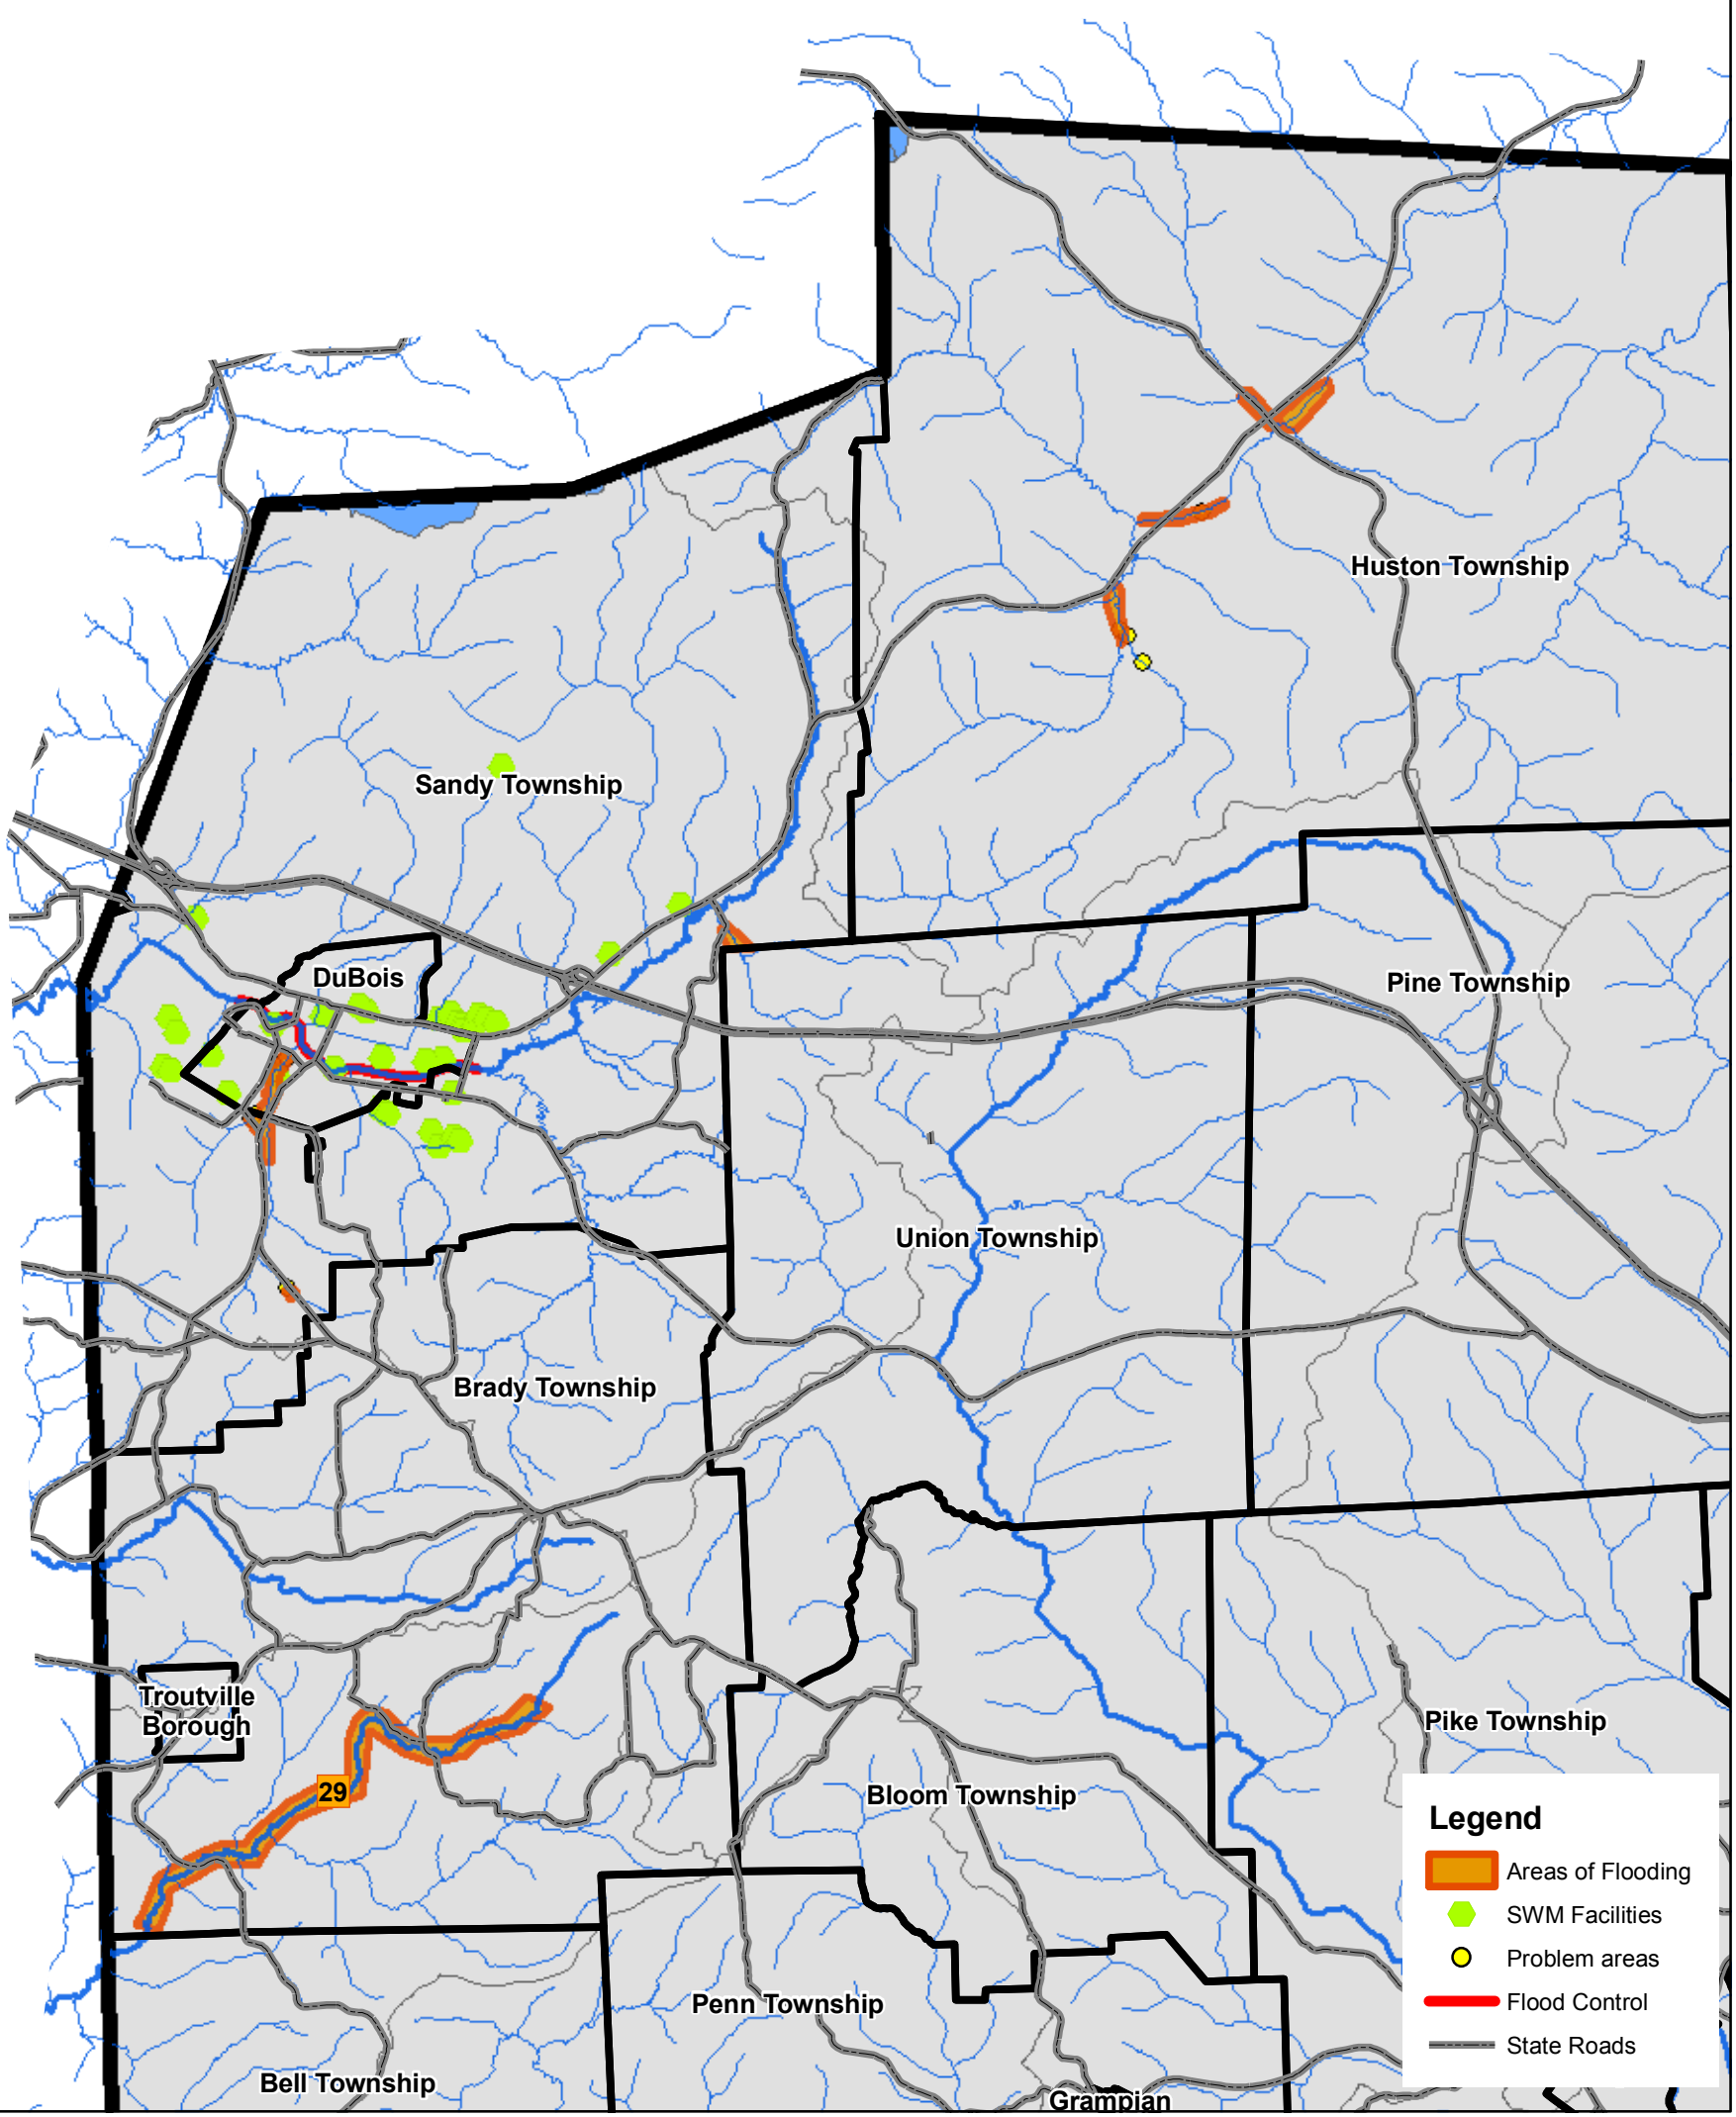 Huston Township
Sandy Township
DuBois
Pine Township
Union Township
Brady Township
Troutville
Borough
Pike Township
29
Bloom Township
Legend
Areas of Flooding
SWM Facilities
Problem areas
Flood Control
State Roads
Penn Township
Bell Township
Grampian